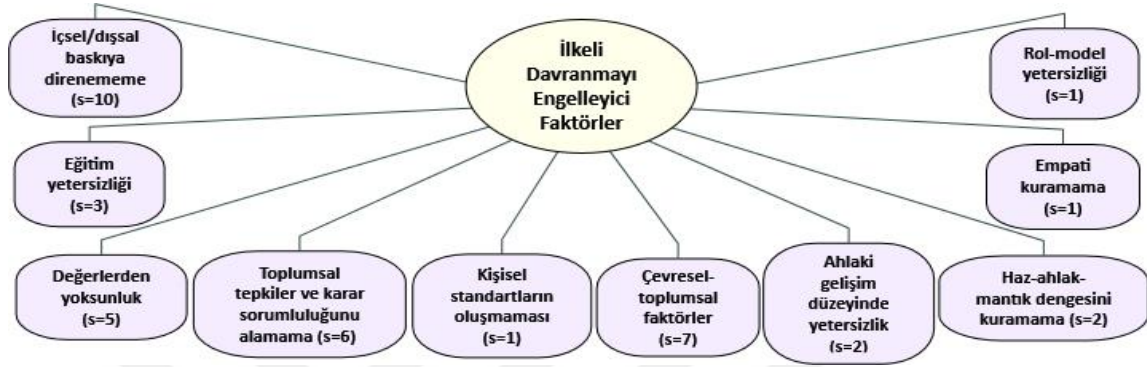 İlkeli
Davranmayı
Engelleyici
Faktörler
İçsel/dışsal
baskıya
direnememe
(s=10)
Rol-model
yetersizliği
(s=1)
Eğitim
yetersizliği
(s=3)
Empati
kuramama
(s=1)
Değerlerden
yoksunluk
(s=5)
Toplumsal
tepkiler ve karar
sorumluluğunu
alamama (s=6)
Kişisel
standartların
oluşmaması
(s=1)
Çevresel-
toplumsal
faktörler
(s=7)
Ahlaki
gelişim
düzeyinde
yetersizlik
(s=2)
Haz-ahlak-
mantık dengesini
kuramama (s=2)